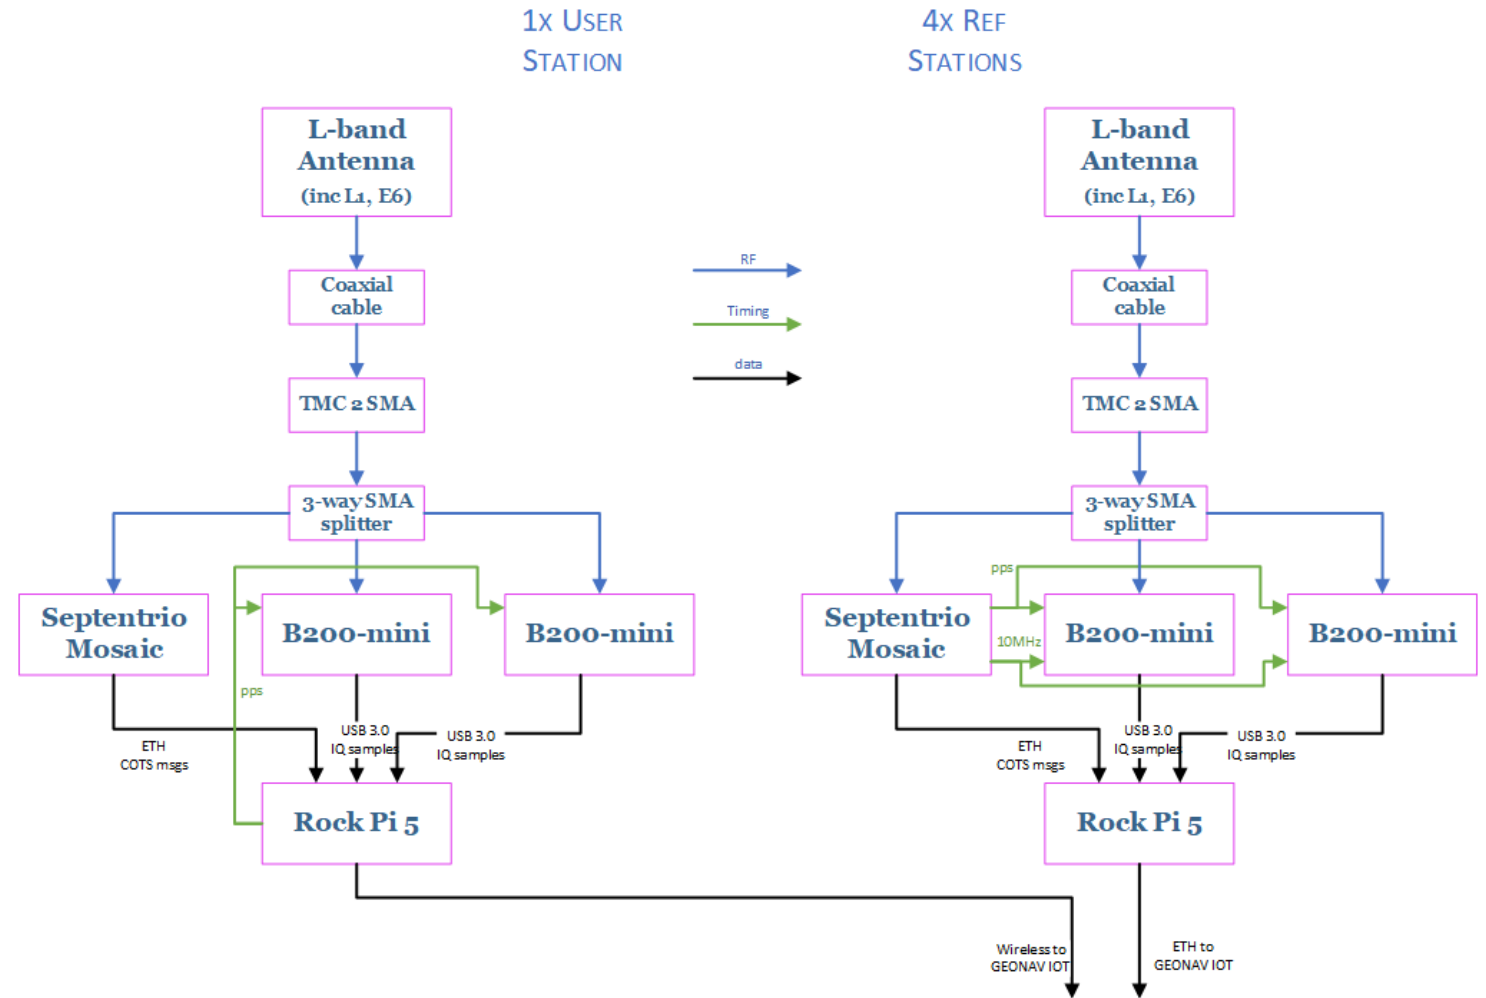 1x User
Station
4x Ref
Stations
L-band
Antenna
(inc L1, E6)
L-band
Antenna
(inc L1, E6)
RF
Timing
data
Coaxial
cable
Coaxial
cable
TMC 2 SMA
TMC 2 SMA
3-way SMA
splitter
3-way SMA
splitter
Septentrio
Mosaic
B200-mini
B200-mini
pps
Septentrio
Mosaic
pps
10MHz
B200-mini
B200-mini
ETH
COTS msgs
USB 3.0
IQ samples
USB 3.0
IQ samples
ETH
COTS msgs
USB 3.0
IQ samples
USB 3.0
IQ samples
Rock Pi 5
Rock Pi 5
Wireless to
GEONAV IOT
ETH to
GEONAV IOT